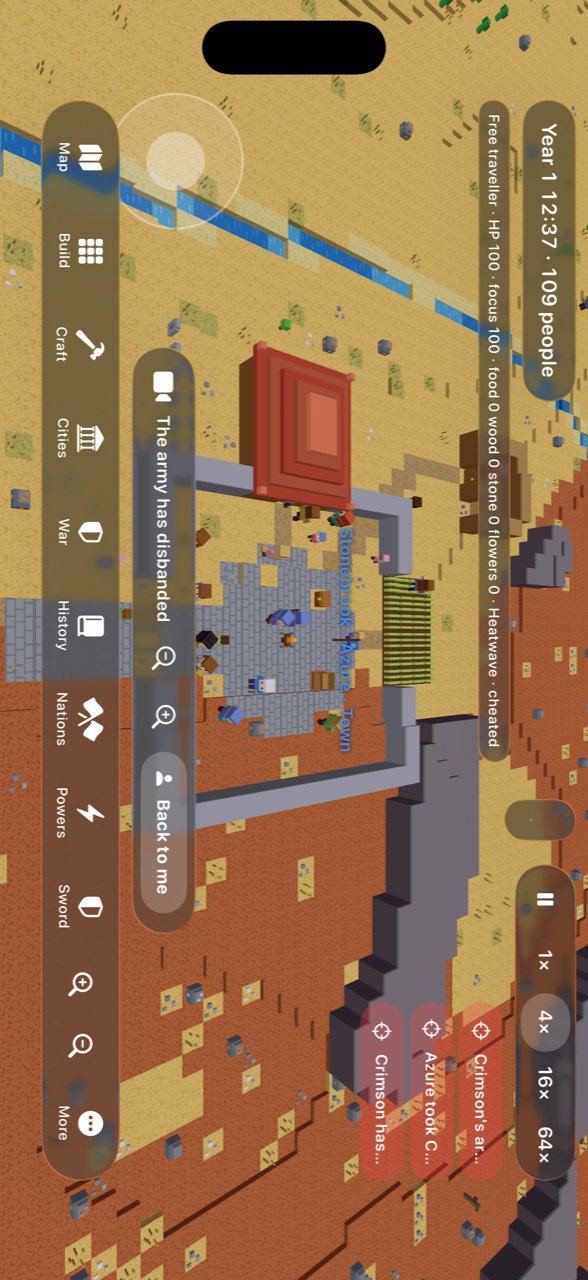 Year 1 12:37 · 109 people
Free traveller · HP 100 · focus 100 · food 0 wood 0 stone 0 flowers 0 · Heatwave · cheated
1×
4×
16×
64×
Crimson's ar...
Azure took C...
Crimson has...
Stonebrook · Azure · Town
The army has disbanded
Back to me
Map
Build
Craft
Cities
War
History
Nations
Powers
Sword
More